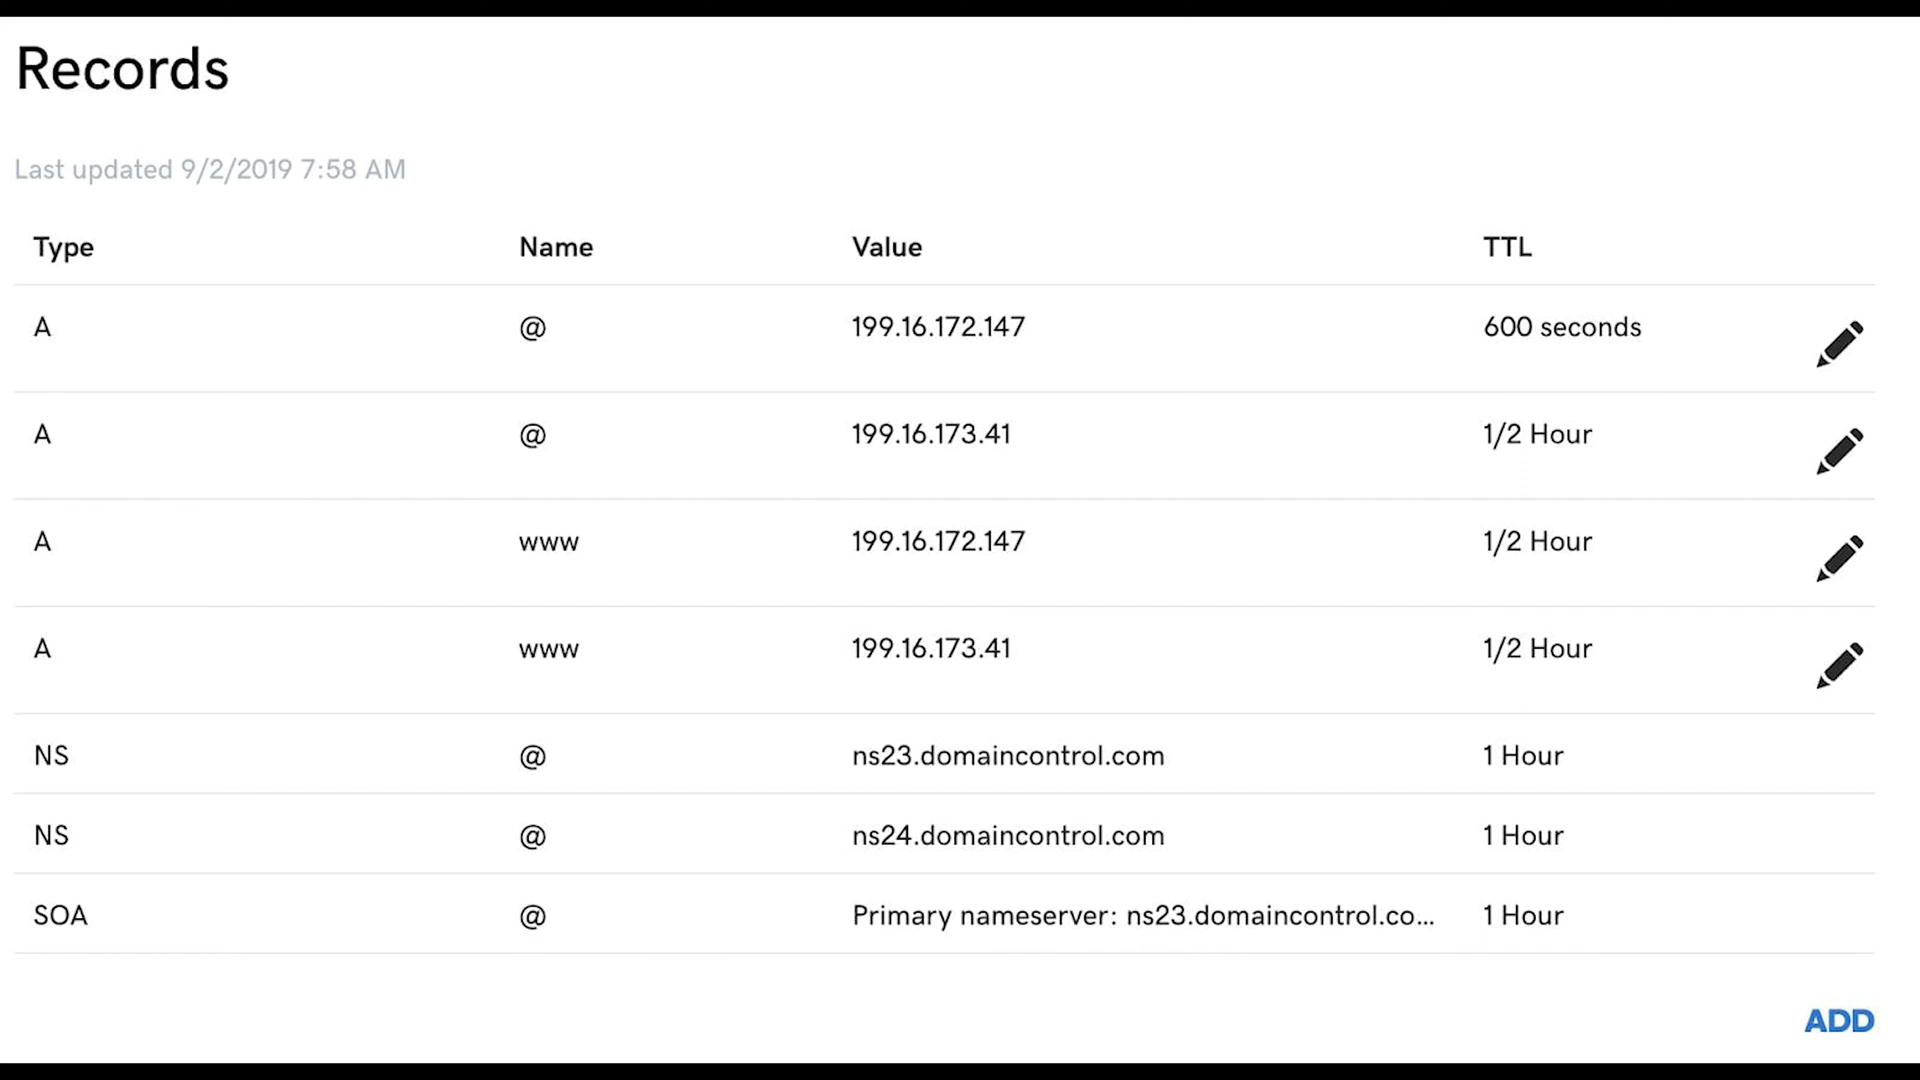 Records
Last updated 9/2/2019 7:58 AM
Type Name Value TTL
A @ 199.16.172.147 600 seconds
A @ 199.16.173.41 1/2 Hour
A www 199.16.172.147 1/2 Hour
A www 199.16.173.41 1/2 Hour
NS @ ns23.domaincontrol.com 1 Hour
NS @ ns24.domaincontrol.com 1 Hour
SOA @ Primary nameserver: ns23.domaincontrol.co... 1 Hour
ADD